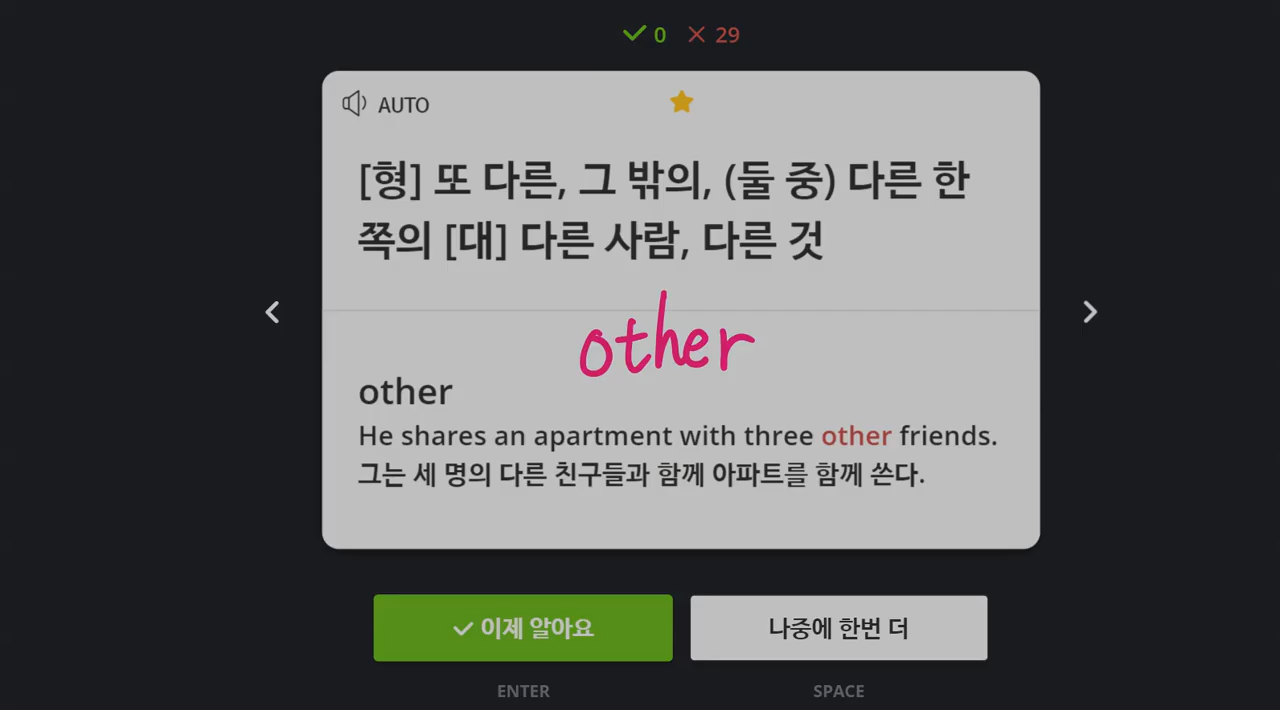 0 29
AUTO
[형] 또 다른, 그 밖의, (둘 중) 다른 한
쪽의 [대] 다른 사람, 다른 것
other
other
He shares an apartment with three other friends.
그는 세 명의 다른 친구들과 함께 아파트를 함께 쓴다.
이제 알아요 나중에 한번 더
ENTER SPACE